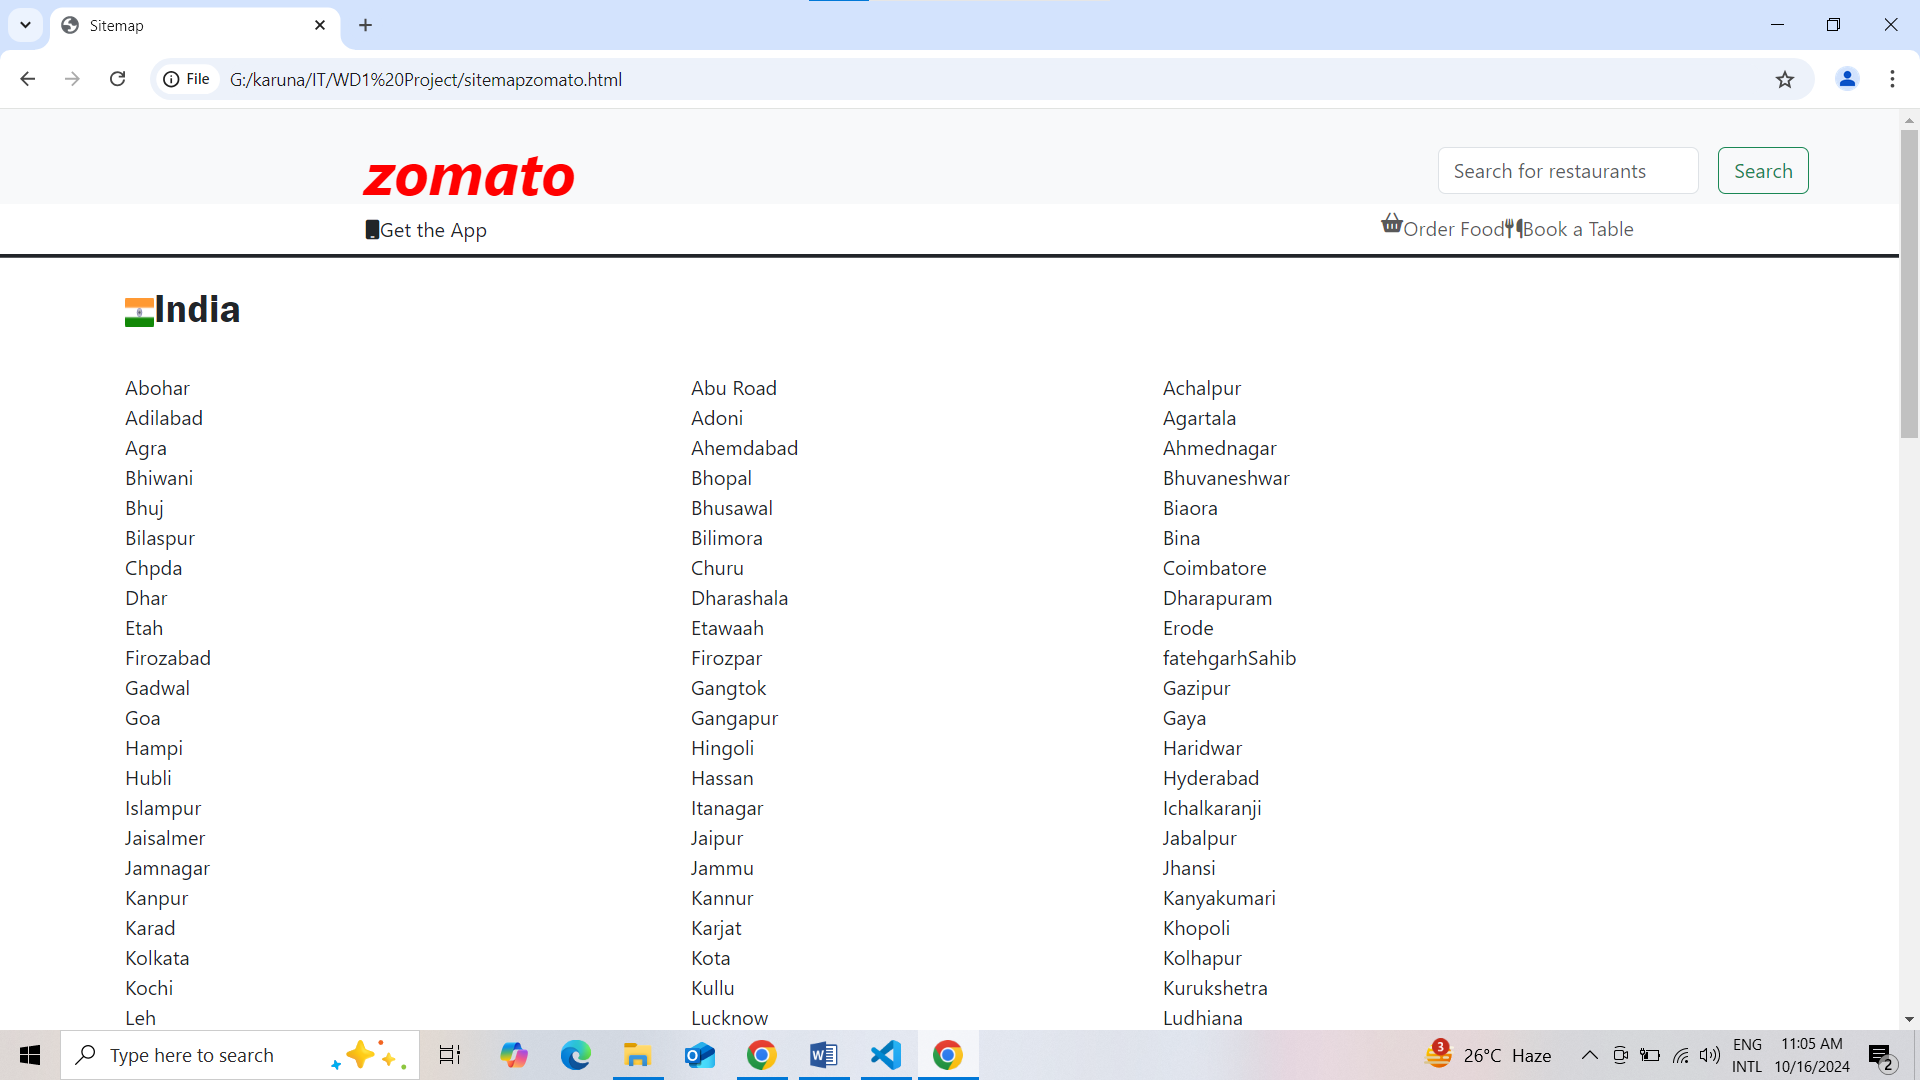 Sitemap
File G:/karuna/IT/WD1%20Project/sitemapzomato.html
zomato
Search for restaurants Search
Get the App Order Food Book a Table
India
Abohar Abu Road Achalpur
Adilabad Adoni Agartala
Agra Ahemdabad Ahmednagar
Bhiwani Bhopal Bhuvaneshwar
Bhuj Bhusawal Biaora
Bilaspur Bilimora Bina
Chpda Churu Coimbatore
Dhar Dharashala Dharapuram
Etah Etawaah Erode
Firozabad Firozpar fatehgarhSahib
Gadwal Gangtok Gazipur
Goa Gangapur Gaya
Hampi Hingoli Haridwar
Hubli Hassan Hyderabad
Islampur Itanagar Ichalkaranji
Jaisalmer Jaipur Jabalpur
Jamnagar Jammu Jhansi
Kanpur Kannur Kanyakumari
Karad Karjat Khopoli
Kolkata Kota Kolhapur
Kochi Kullu Kurukshetra
Leh Lucknow Ludhiana
Type here to search 3 26°C Haze ENG 11:05 AM
INTL 10/16/2024 2